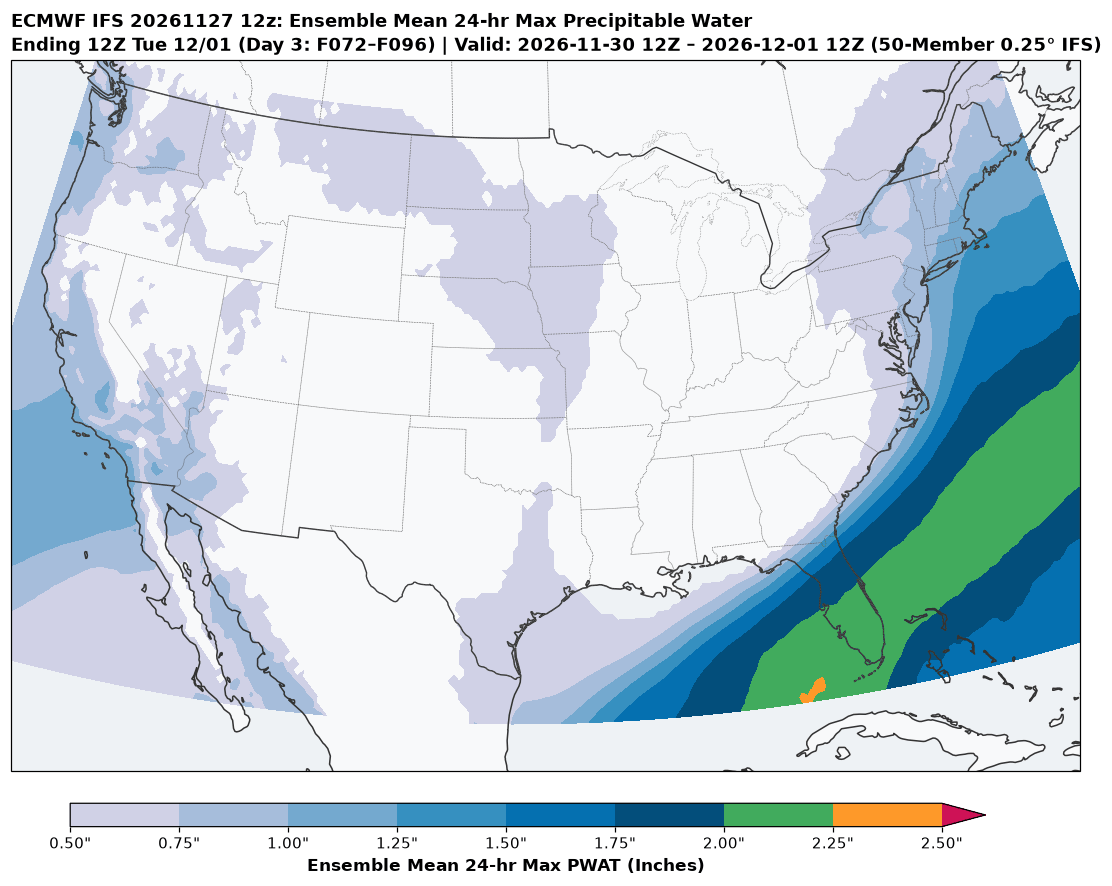 ECMWF IFS 20261127 12z: Ensemble Mean 24-hr Max Precipitable Water
Ending 12Z Tue 12/01 (Day 3: F072–F096) | Valid: 2026-11-30 12Z – 2026-12-01 12Z (50-Member 0.25° IFS)
0.50" 0.75" 1.00" 1.25" 1.50" 1.75" 2.00" 2.25" 2.50"
Ensemble Mean 24-hr Max PWAT (Inches)